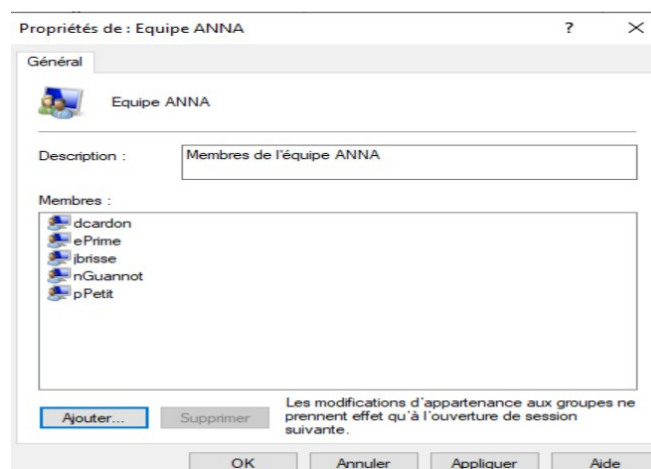 Propriétés de : Equipe ANNA ? ×
Général
Equipe ANNA
Description : Membres de l'équipe ANNA
Membres :
dcardon
ePrime
jbrisse
nGuannot
pPetit
Ajouter... Supprimer
Les modifications d'appartenance aux groupes ne
prennent effet qu'à l'ouverture de session
suivante.
OK Annuler Appliquer Aide